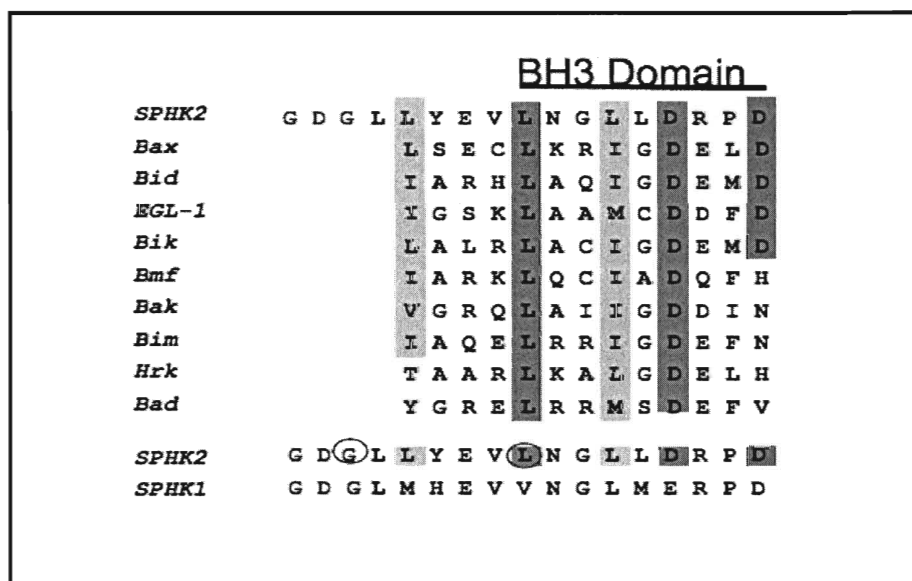 BH3 Domain
SPHK2 G D G L L Y E V L N G L L D R P D
Bax L S E C L K R I G D E L D
Bid I A R H L A Q I G D E M D
EGL-1 Y G S K L A A M C D D F D
Bik L A L R L A C I G D E M D
Bmf I A R K L Q C I A D Q F H
Bak V G R Q L A I I G D D I N
Bim I A Q E L R R I G D E F N
Hrk T A A R L K A L G D E L H
Bad Y G R E L R R M S D E F V
SPHK2 G D G L L Y E V L N G L L D R P D
SPHK1 G D G L M H E V V N G L M E R P D